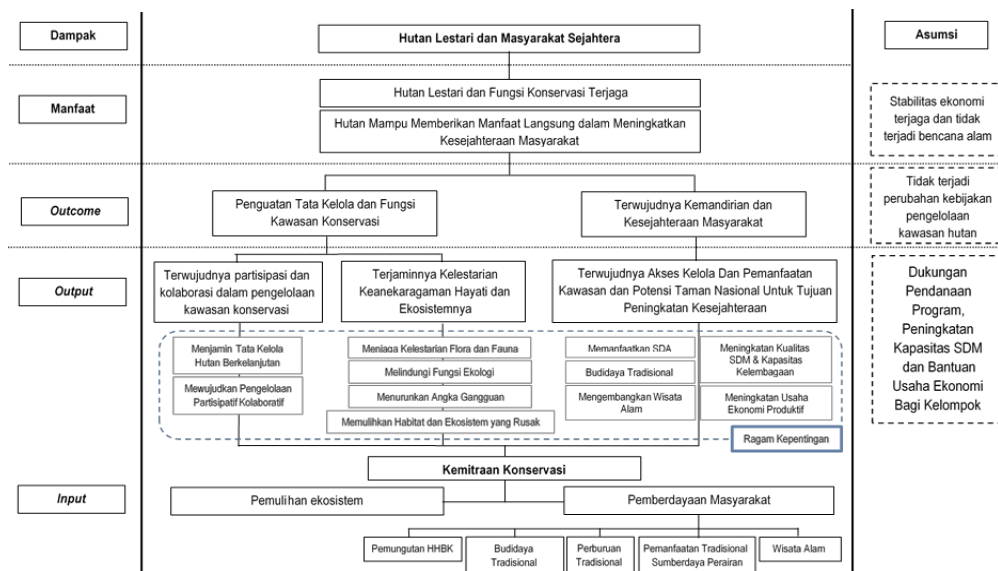 Dampak
Hutan Lestari dan Masyarakat Sejahtera
Asumsi
Manfaat
Hutan Lestari dan Fungsi Konservasi Terjaga
Hutan Mampu Memberikan Manfaat Langsung dalam Meningkatkan
Kesejahteraan Masyarakat
Stabilitas ekonomi
terjaga dan tidak
terjadi bencana alam
Outcome
Penguatan Tata Kelola dan Fungsi
Kawasan Konservasi
Terwujudnya Kemandirian dan
Kesejahteraan Masyarakat
Tidak terjadi
perubahan kebijakan
pengelolaan
kawasan hutan
Output
Terwujudnya partisipasi dan
kolaborasi dalam pengelolaan
kawasan konservasi
Terjaminnya Kelestarian
Keanekaragaman Hayati dan
Ekosistemnya
Terwujudnya Akses Kelola Dan Pemanfaatan
Kawasan dan Potensi Taman Nasional Untuk Tujuan
Peningkatan Kesejahteraan
Dukungan
Pendanaan
Program,
Peningkatan
Kapasitas SDM
dan Bantuan
Usaha Ekonomi
Bagi Kelompok
Menjamin Tata Kelola
Hutan Berkelanjutan
Mewujudkan Pengelolaan
Partisipatif Kolaboratif
Menjaga Kelestarian Flora dan Fauna
Melindungi Fungsi Ekologi
Menurunkan Angka Gangguan
Memulihkan Habitat dan Ekosistem yang Rusak
Memanfaatkan SDA
Budidaya Tradisional
Mengembangkan Wisata
Alam
Meningkatan Kualitas
SDM & Kapasitas
Kelembagaan
Meningkatan Usaha
Ekonomi Produktif
Ragam Kepentingan
Kemitraan Konservasi
Input
Pemulihan ekosistem
Pemberdayaan Masyarakat
Pemungutan HHBK
Budidaya
Tradisional
Perburuan
Tradisional
Pemanfaatan Tradisional
Sumberdaya Perairan
Wisata Alam